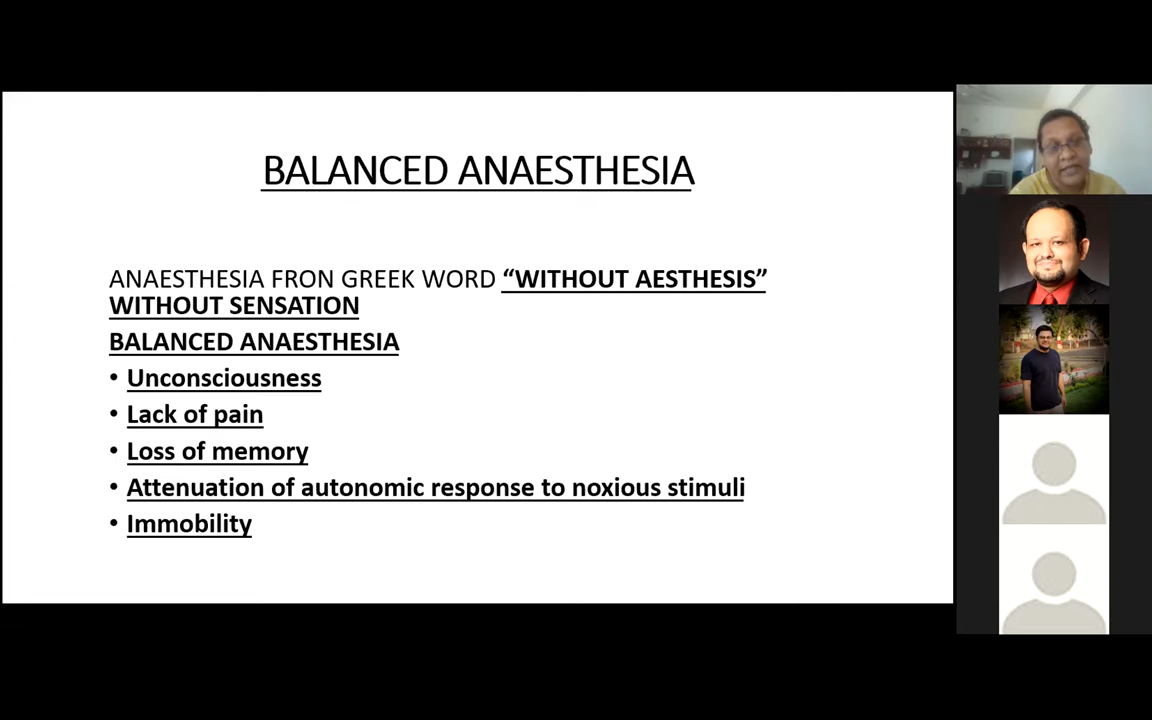 BALANCED ANAESTHESIA
ANAESTHESIA FRON GREEK WORD “WITHOUT AESTHESIS”
WITHOUT SENSATION
BALANCED ANAESTHESIA
• Unconsciousness
• Lack of pain
• Loss of memory
• Attenuation of autonomic response to noxious stimuli
• Immobility